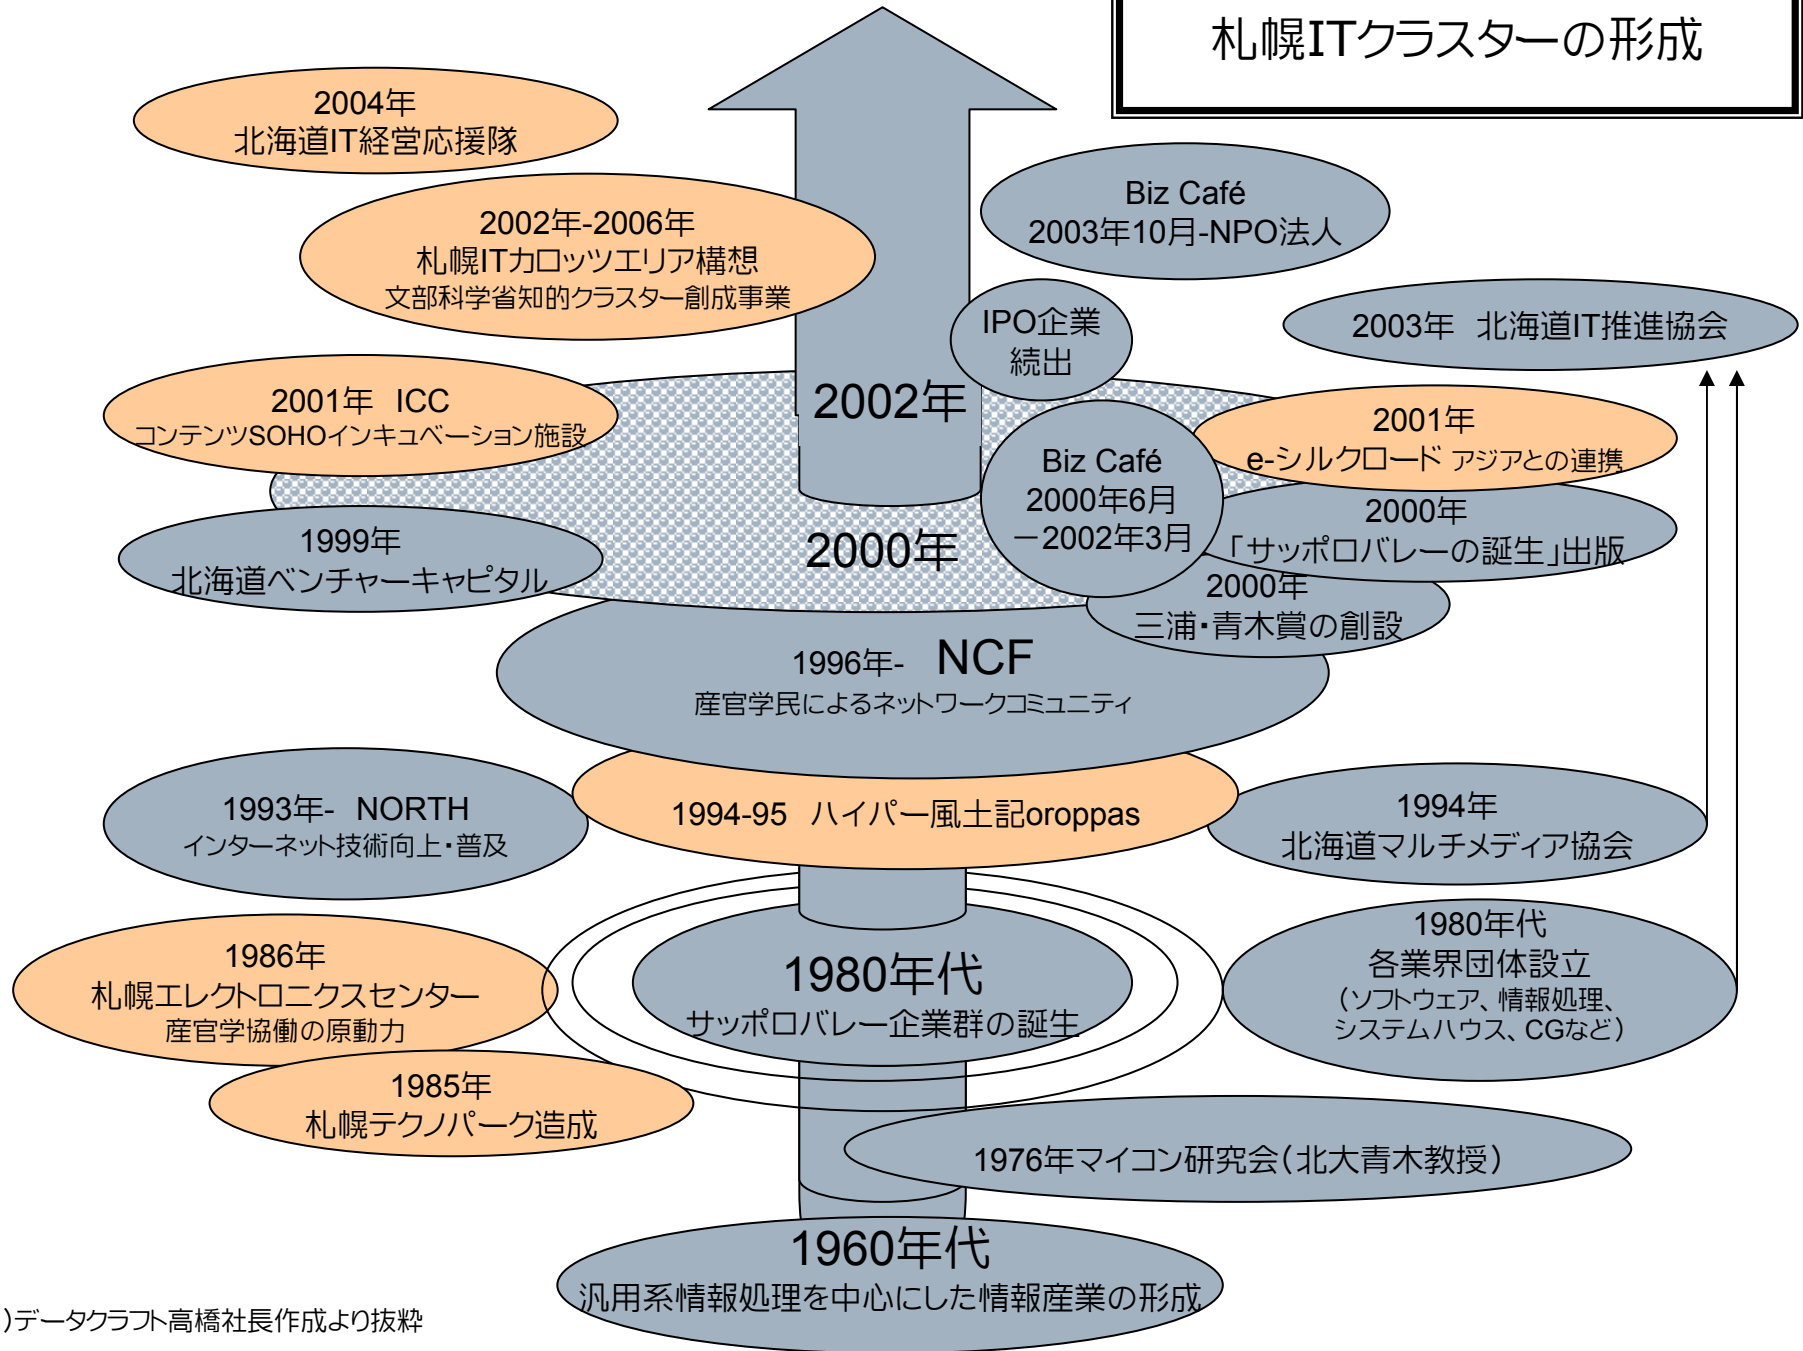 札幌ITクラスターの形成
2004年
北海道IT経営応援隊
Biz Café
2003年10月-NPO法人
2002年-2006年
札幌ITカロッツエリア構想
文部科学省知的クラスター創成事業
IPO企業
続出
2003年　北海道IT推進協会
2002年
2001年　ICC
コンテンツSOHOインキュベーション施設
2001年
e-シルクロード アジアとの連携
Biz Café
2000年6月
－2002年3月
2000年
「サッポロバレーの誕生」出版
2000年
1999年
北海道ベンチャーキャピタル
2000年
三浦・青木賞の創設
1996年-　NCF
産官学民によるネットワークコミュニティ
1993年-　NORTH
インターネット技術向上・普及
1994-95　ハイパー風土記oroppas
1994年
北海道マルチメディア協会
1986年
札幌エレクトロニクスセンター
産官学協働の原動力
1980年代
サッポロバレー企業群の誕生
1980年代
各業界団体設立
（ソフトウェア、情報処理、
システムハウス、CGなど）
1985年
札幌テクノパーク造成
1976年マイコン研究会（北大青木教授）
1960年代
汎用系情報処理を中心にした情報産業の形成
）データクラフト高橋社長作成より抜粋